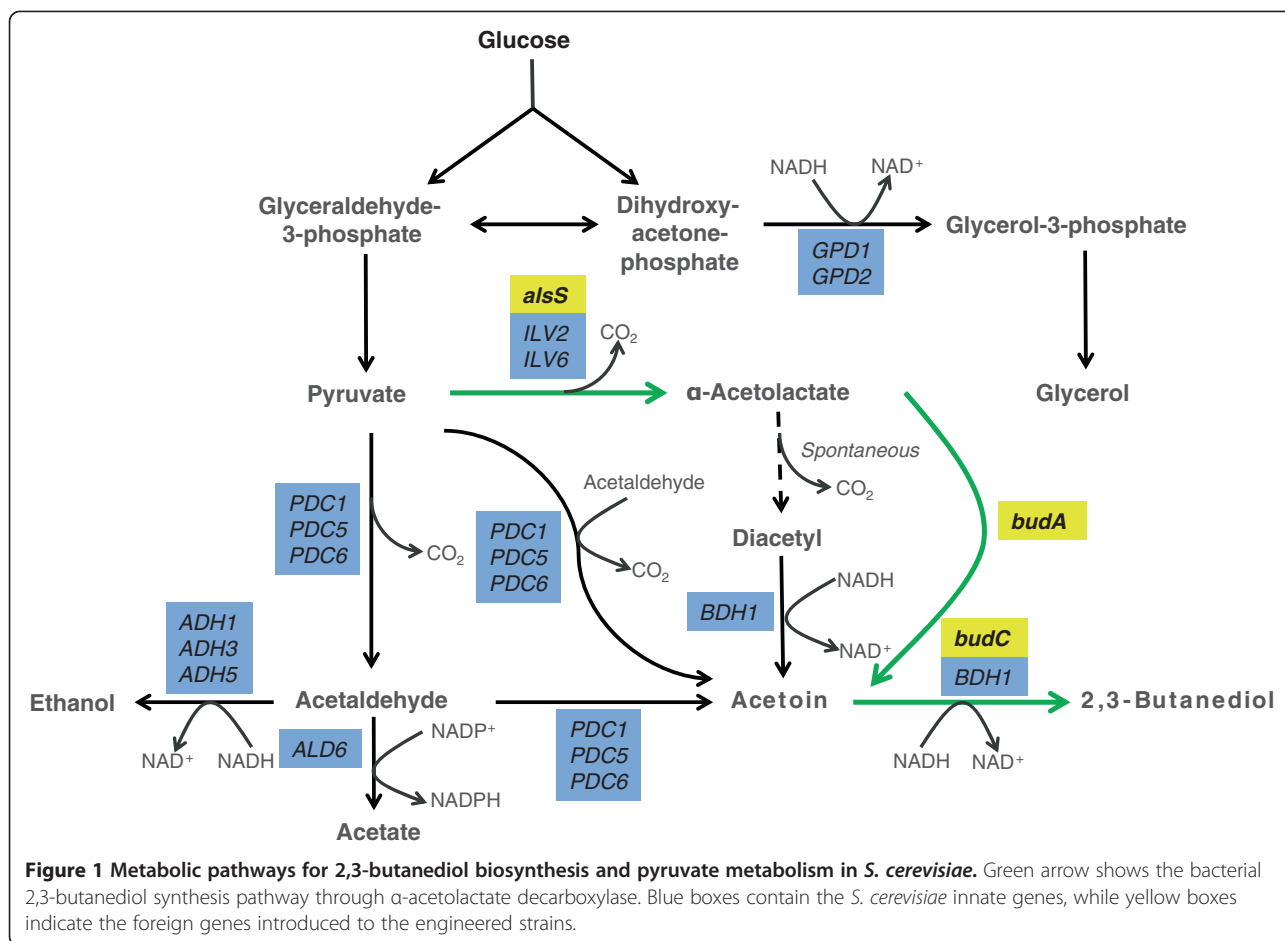 Glucose
NADH
NAD+
Glyceraldehyde-
3-phosphate
Dihydroxy-
acetone-
phosphate
Glycerol-3-phosphate
GPD1
GPD2
alsS
ILV2
ILV6
CO2
Pyruvate
α-Acetolactate
Glycerol
Spontaneous
CO2
Acetaldehyde
PDC1
PDC5
PDC6
CO2
PDC1
PDC5
PDC6
CO2
budA
Diacetyl
NADH
BDH1
NAD+
ADH1
ADH3
ADH5
budC
BDH1
Ethanol
Acetaldehyde
Acetoin
2,3-Butanediol
NAD+
NADH
ALD6
NADP+
NADPH
PDC1
PDC5
PDC6
NADH
NAD+
Acetate
Figure 1 Metabolic pathways for 2,3-butanediol biosynthesis and pyruvate metabolism in S. cerevisiae. Green arrow shows the bacterial
2,3-butanediol synthesis pathway through α-acetolactate decarboxylase. Blue boxes contain the S. cerevisiae innate genes, while yellow boxes
indicate the foreign genes introduced to the engineered strains.